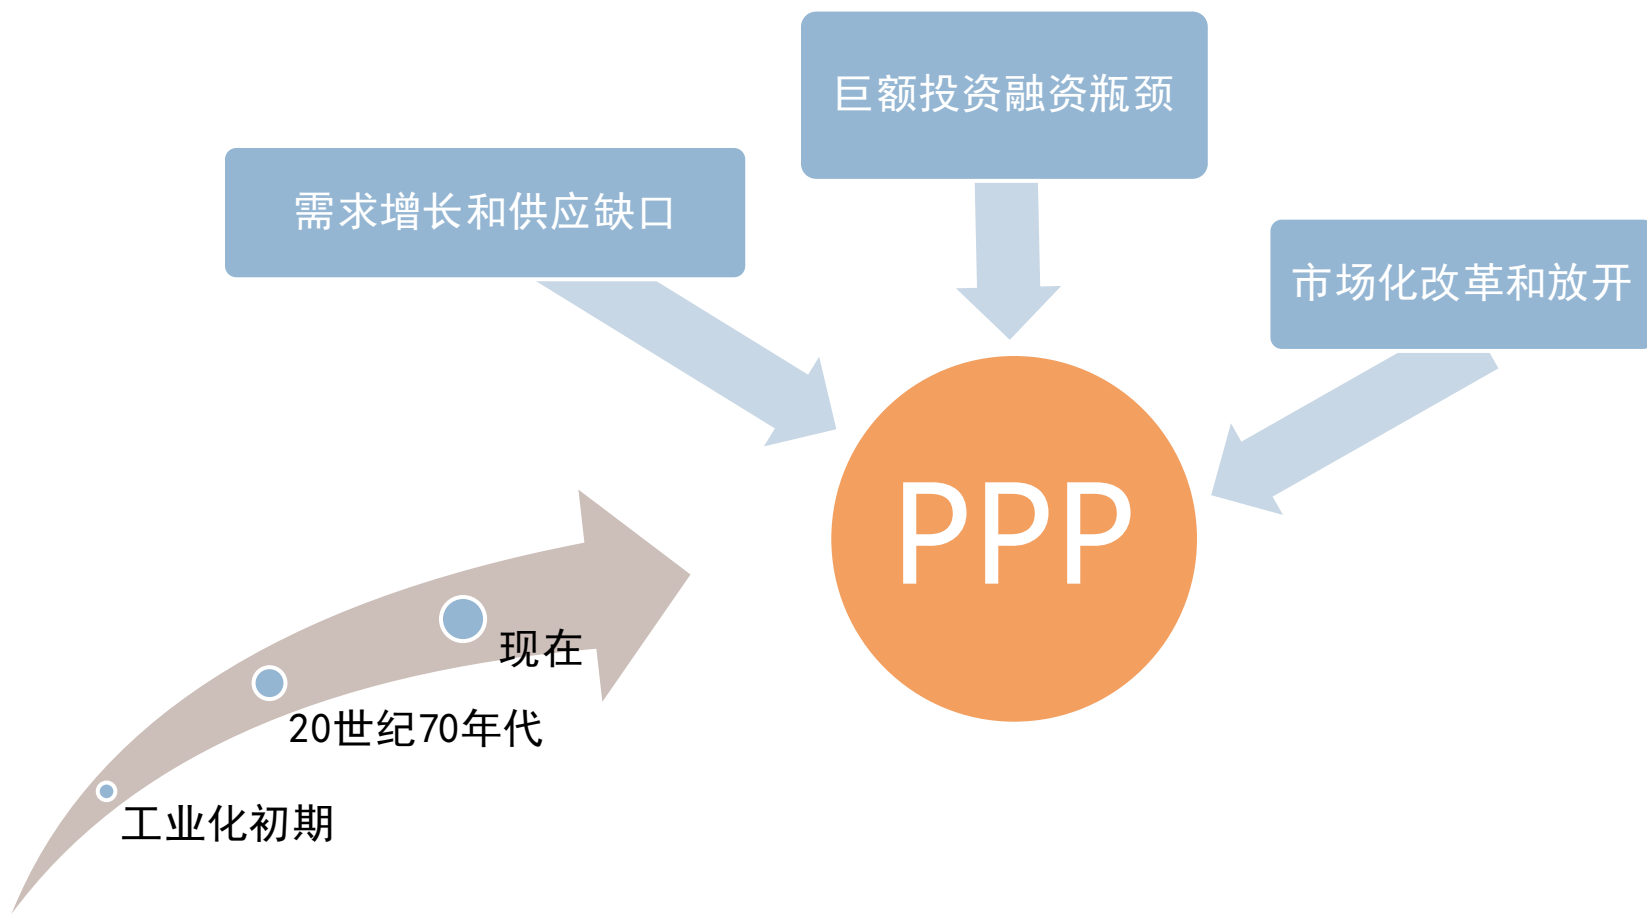 巨额投资融资瓶颈
需求增长和供应缺口
市场化改革和放开
PPP
现在
20世纪70年代
工业化初期